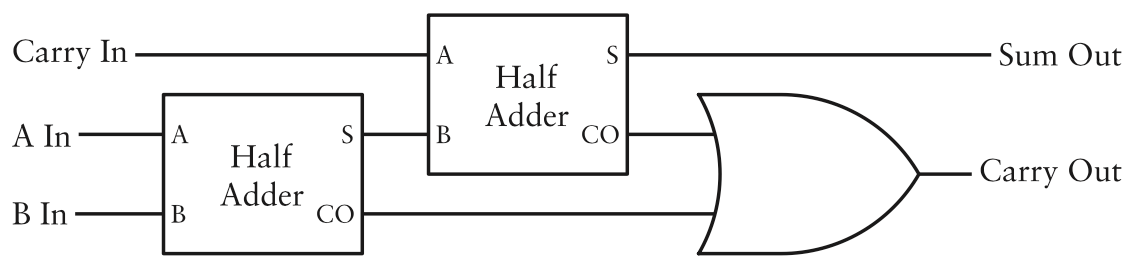 Carry In
A
S
Sum Out
Half
Adder
B
CO
A In
A
S
Half
Adder
B In
B
CO
Carry Out